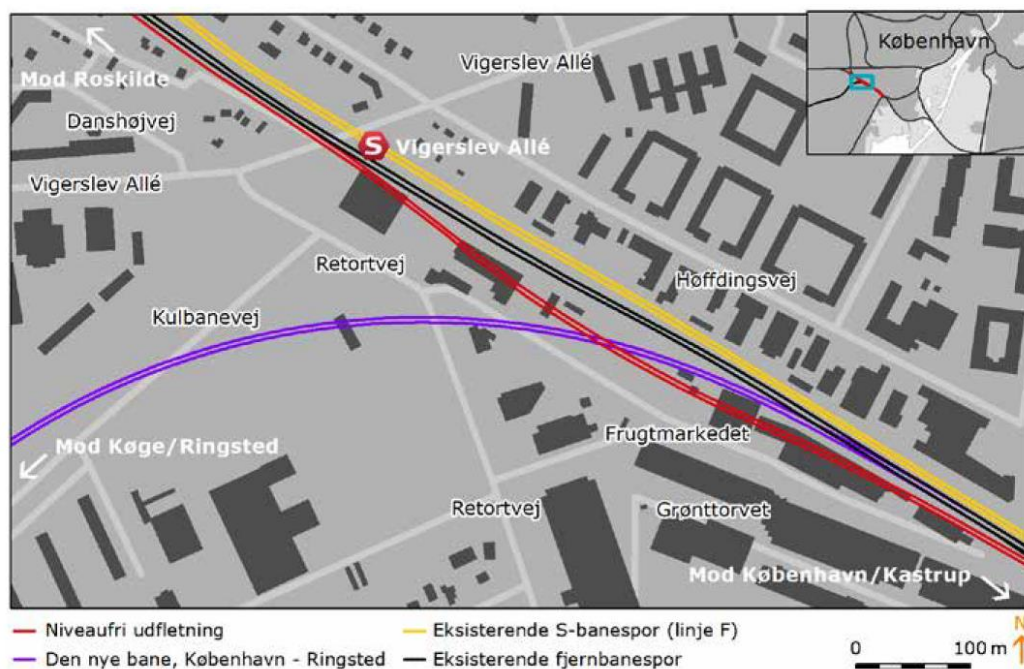 København
Vigerslev Allé
Mod Roskilde
Danshøjvej
S Vigerslev Allé
Vigerslev Allé
Retortvej
Høffdingsvej
Kulbanevej
Mod Køge/Ringsted
Frugtmarkedet
Retortvej
Grønttorvet
Mod København/Kastrup
Niveaufri udfletning
Eksisterende S-banespor (linje F)
Den nye bane, København - Ringsted
Eksisterende fjernbanespor
0 100 m
N